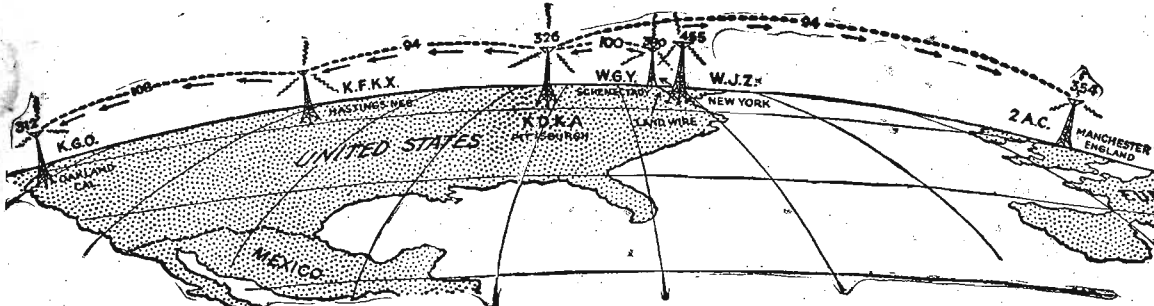 94
326
100
380
455
94
108
K.F.K.X.
HASTINGS-NEB
W.G.Y.
SCHENECTADY
W.J.Z.
NEW YORK
354
312
K.G.O.
OAKLAND
CAL
K D K A
PITTSBURGH
LAND WIRE
2 A.C.
MANCHESTER
ENGLAND
UNITED STATES
MEXICO